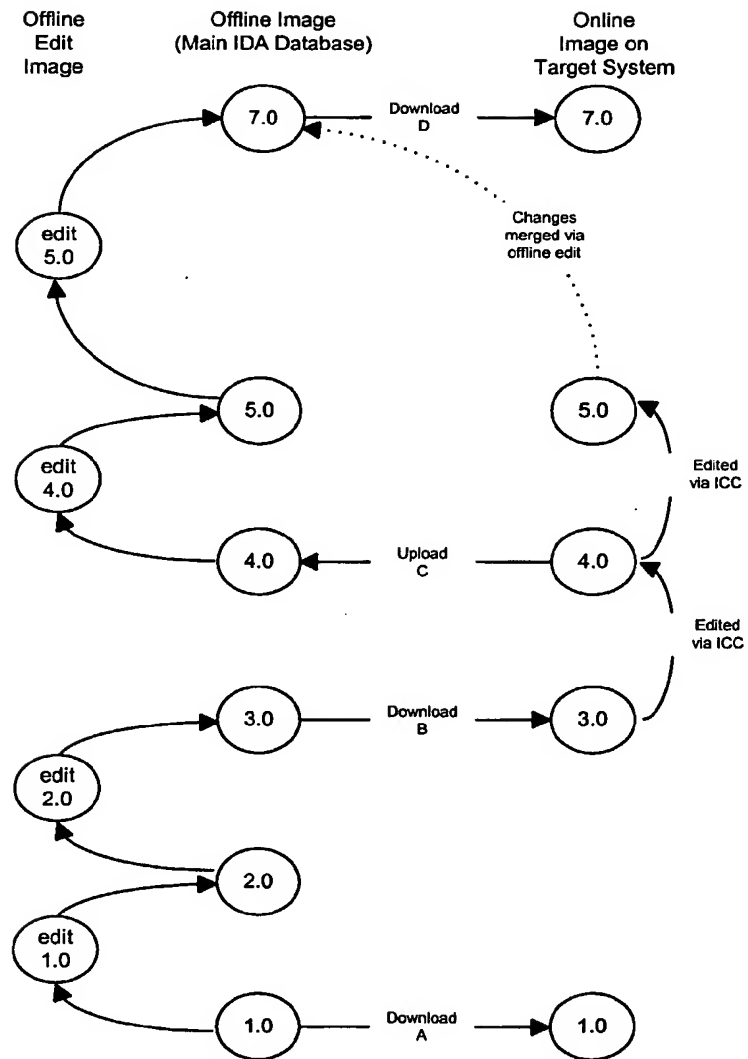 Offline
Edit
Image
Offline Image
(Main IDA Database)
Online
Image on
Target System
7.0
Download
D
7.0
Changes
merged via
offline edit
edit
5.0
5.0
5.0
Edited
via ICC
edit
4.0
4.0
Upload
C
4.0
Edited
via ICC
3.0
Download
B
3.0
edit
2.0
2.0
edit
1.0
1.0
Download
A
1.0